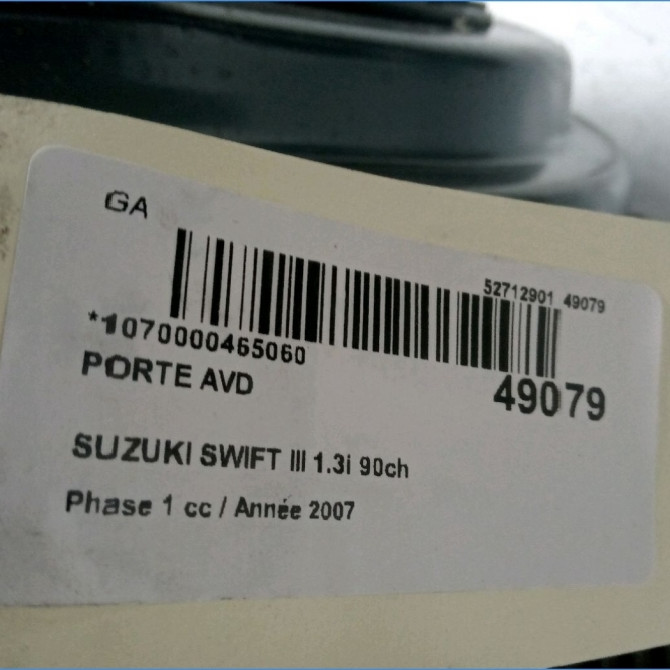 GA
52712901 49079
*1070000465060
49079
PORTE AVD
SUZUKI SWIFT III 1.3i 90ch
Phase 1 cc / Année 2007